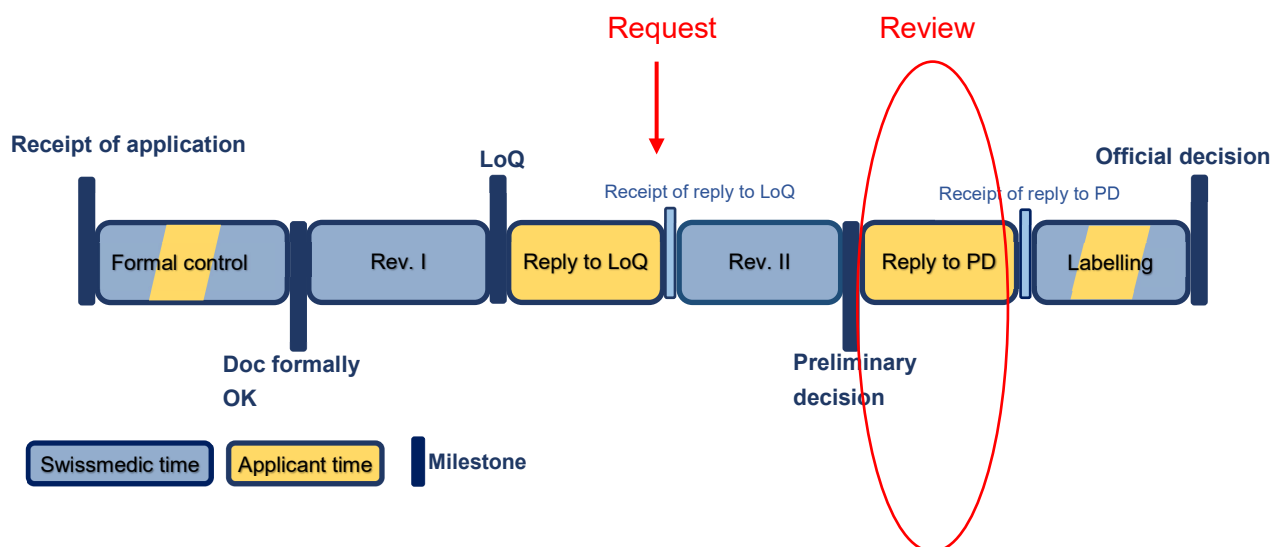 Request
Review
Receipt of application
LoQ
Official decision
Receipt of reply to LoQ
Receipt of reply to PD
Formal control
Rev. I
Reply to LoQ
Rev. II
Reply to PD
Labelling
Doc formally
OK
Preliminary
decision
Swissmedic time
Applicant time
Milestone